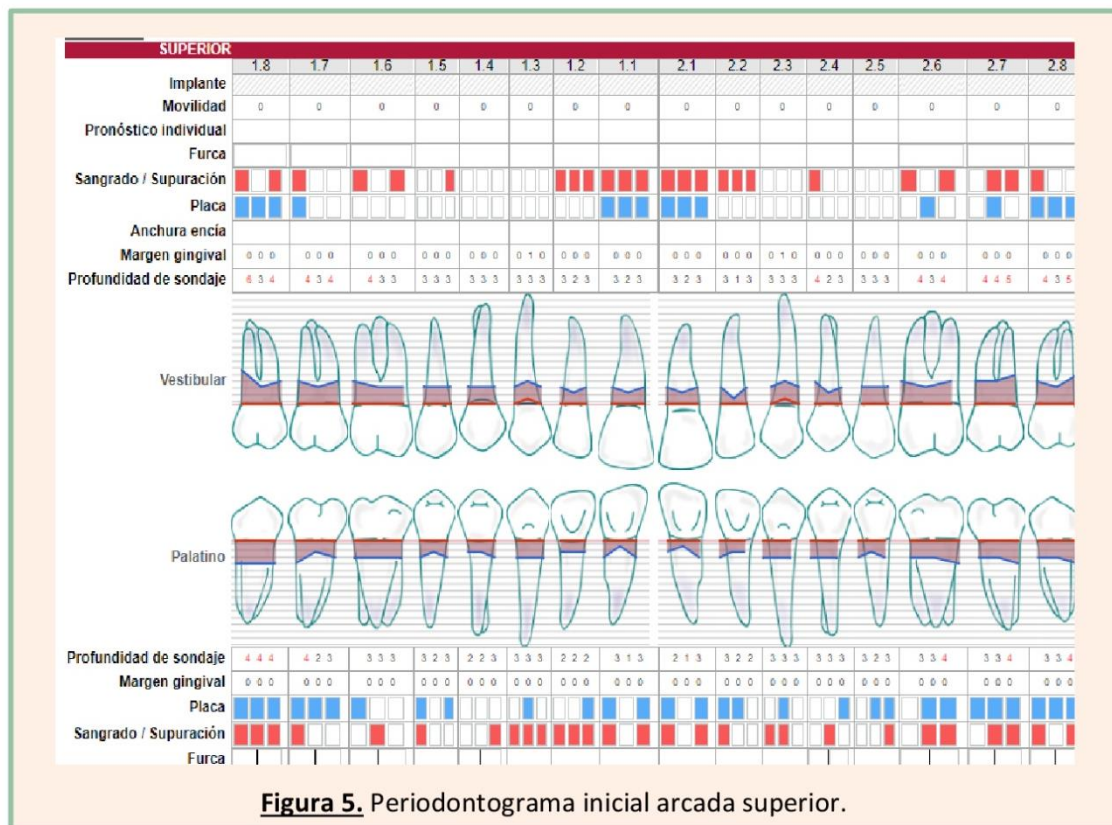 SUPERIOR
1.8 1.7 1.6 1.5 1.4 1.3 1.2 1.1 2.1 2.2 2.3 2.4 2.5 2.6 2.7 2.8
Implante
Movilidad 0 0 0 0 0 0 0 0 0 0 0 0 0 0 0 0
Pronóstico individual
Furca
Sangrado / Supuración
Placa
Anchura encía
Margen gingival 0 0 0 0 0 0 0 0 0 0 0 0 0 0 0 0 1 0 0 0 0 0 0 0 0 0 0 0 0 0 0 1 0 0 0 0 0 0 0 0 0 0 0 0 0 0 0 0
Profundidad de sondaje 6 3 4 4 3 4 4 3 3 3 3 3 3 3 3 3 3 3 3 2 3 3 2 3 3 2 3 3 1 3 3 3 3 4 2 3 3 3 3 4 3 4 4 4 5 4 3 5
Vestibular
Palatino
Profundidad de sondaje 4 4 4 4 2 3 3 3 3 3 2 3 2 2 3 3 3 3 2 2 2 3 1 3 2 1 3 3 2 2 3 3 3 3 3 3 3 2 3 3 3 4 3 3 4 3 3 4
Margen gingival 0 0 0 0 0 0 0 0 0 0 0 0 0 0 0 0 0 0 0 0 0 0 0 0 0 0 0 0 0 0 0 0 0 0 0 0 0 0 0 0 0 0 0 0 0 0 0 0
Placa
Sangrado / Supuración
Furca
Figura 5. Periodontograma inicial arcada superior.